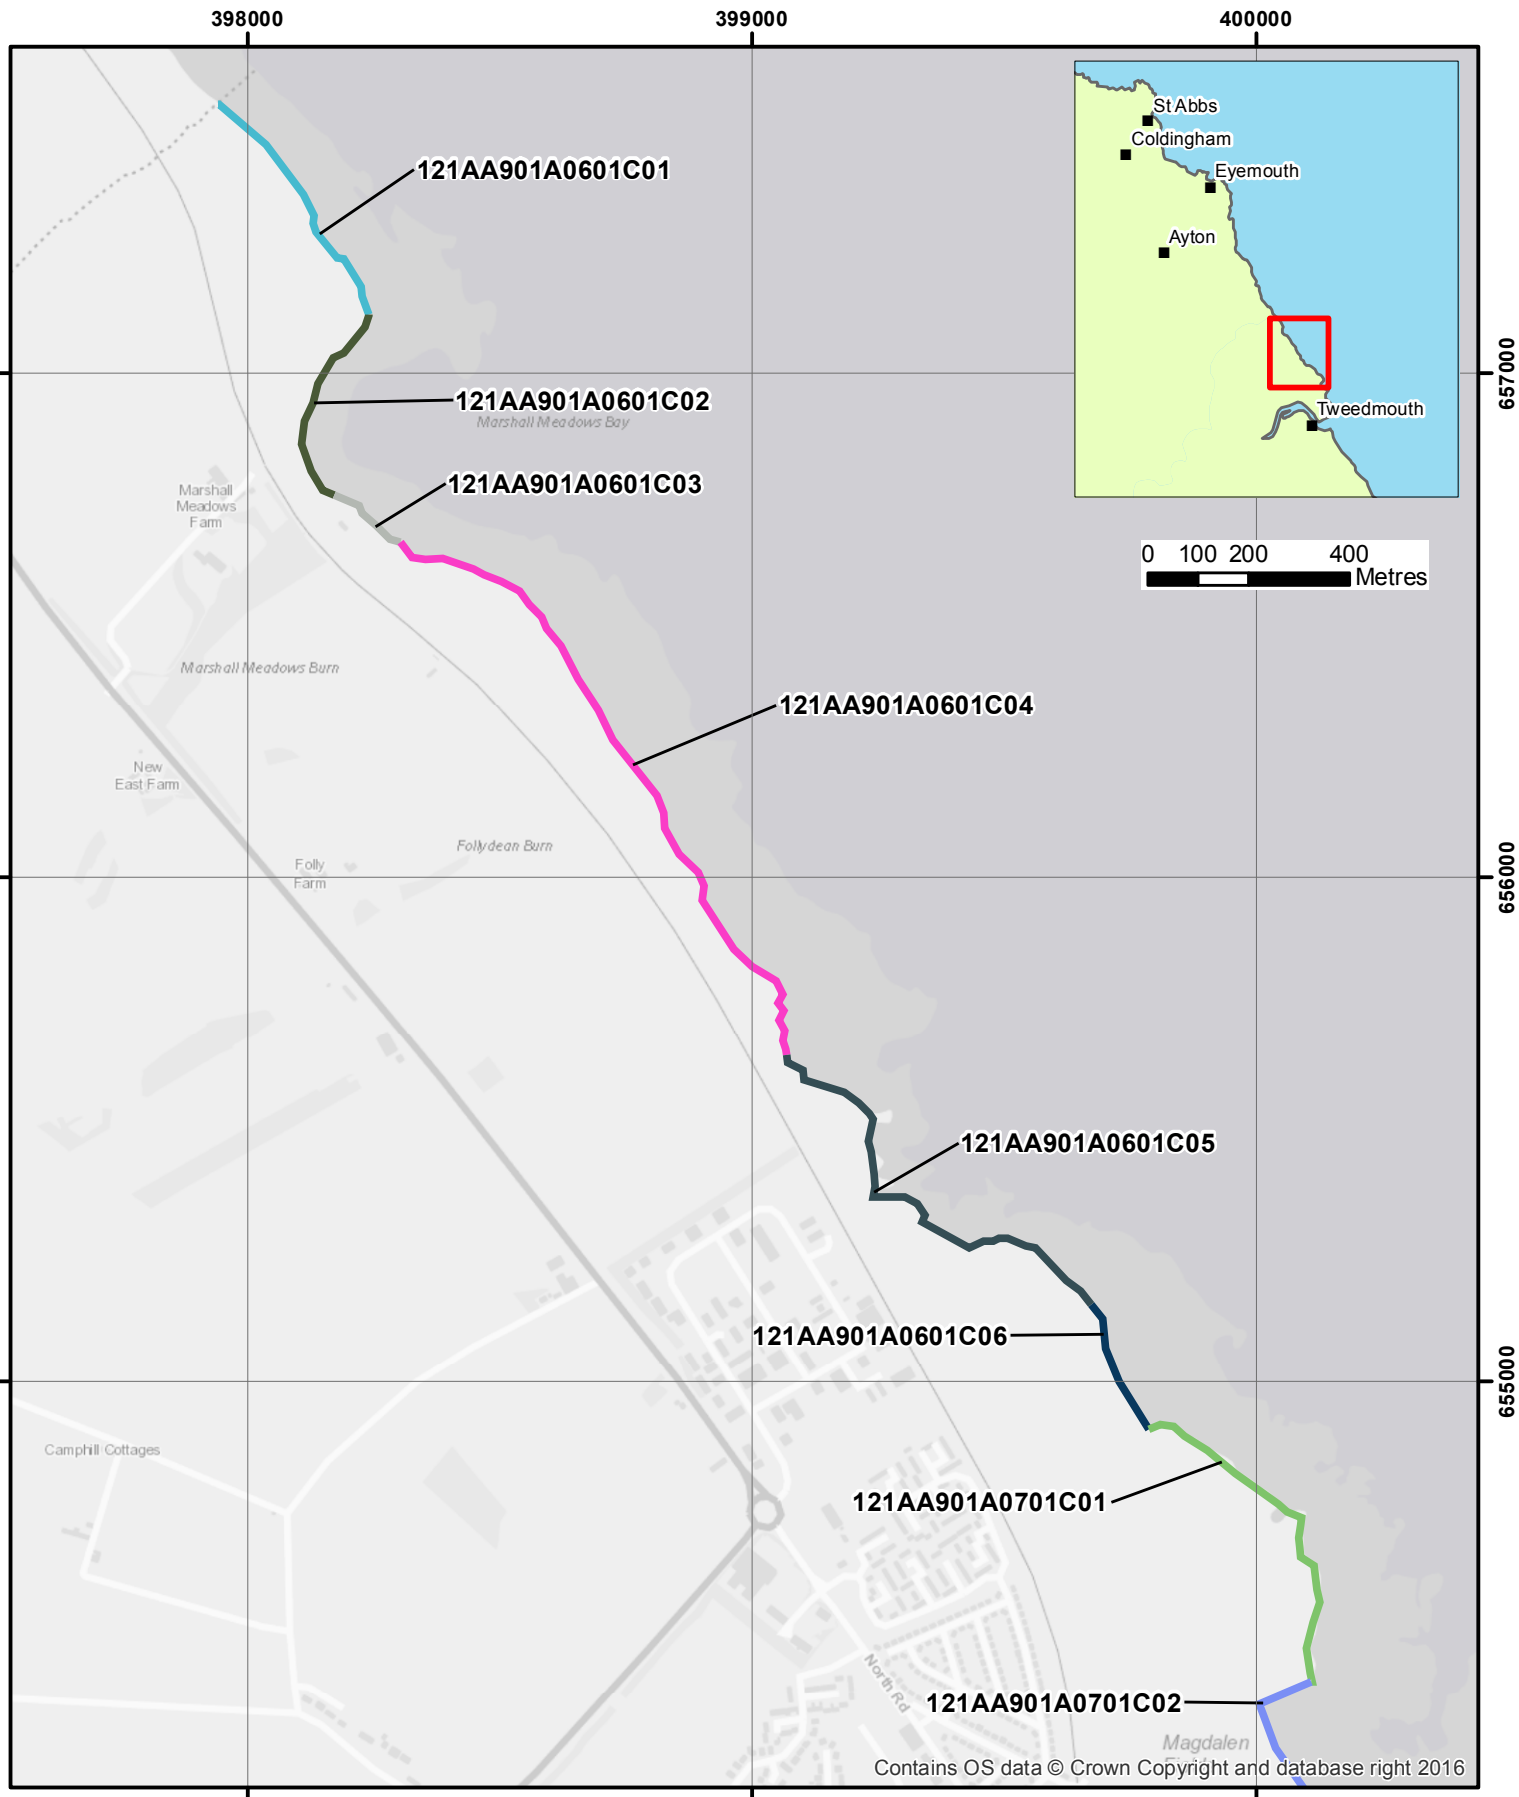 398000
399000
400000
St Abbs
Coldingham
Eyemouth
Ayton
Tweedmouth
121AA901A0601C01
657000
121AA901A0601C02
Marshall Meadows Bay
121AA901A0601C03
Marshall
Meadows
Farm
0 100 200 400
Metres
Marshall Meadows Burn
121AA901A0601C04
New
East Farm
Follydean Burn
Folly
Farm
656000
121AA901A0601C05
121AA901A0601C06
655000
Camphill Cottages
121AA901A0701C01
North Rd
121AA901A0701C02
Magdalen
Contains OS data © Crown Copyright and database right 2016